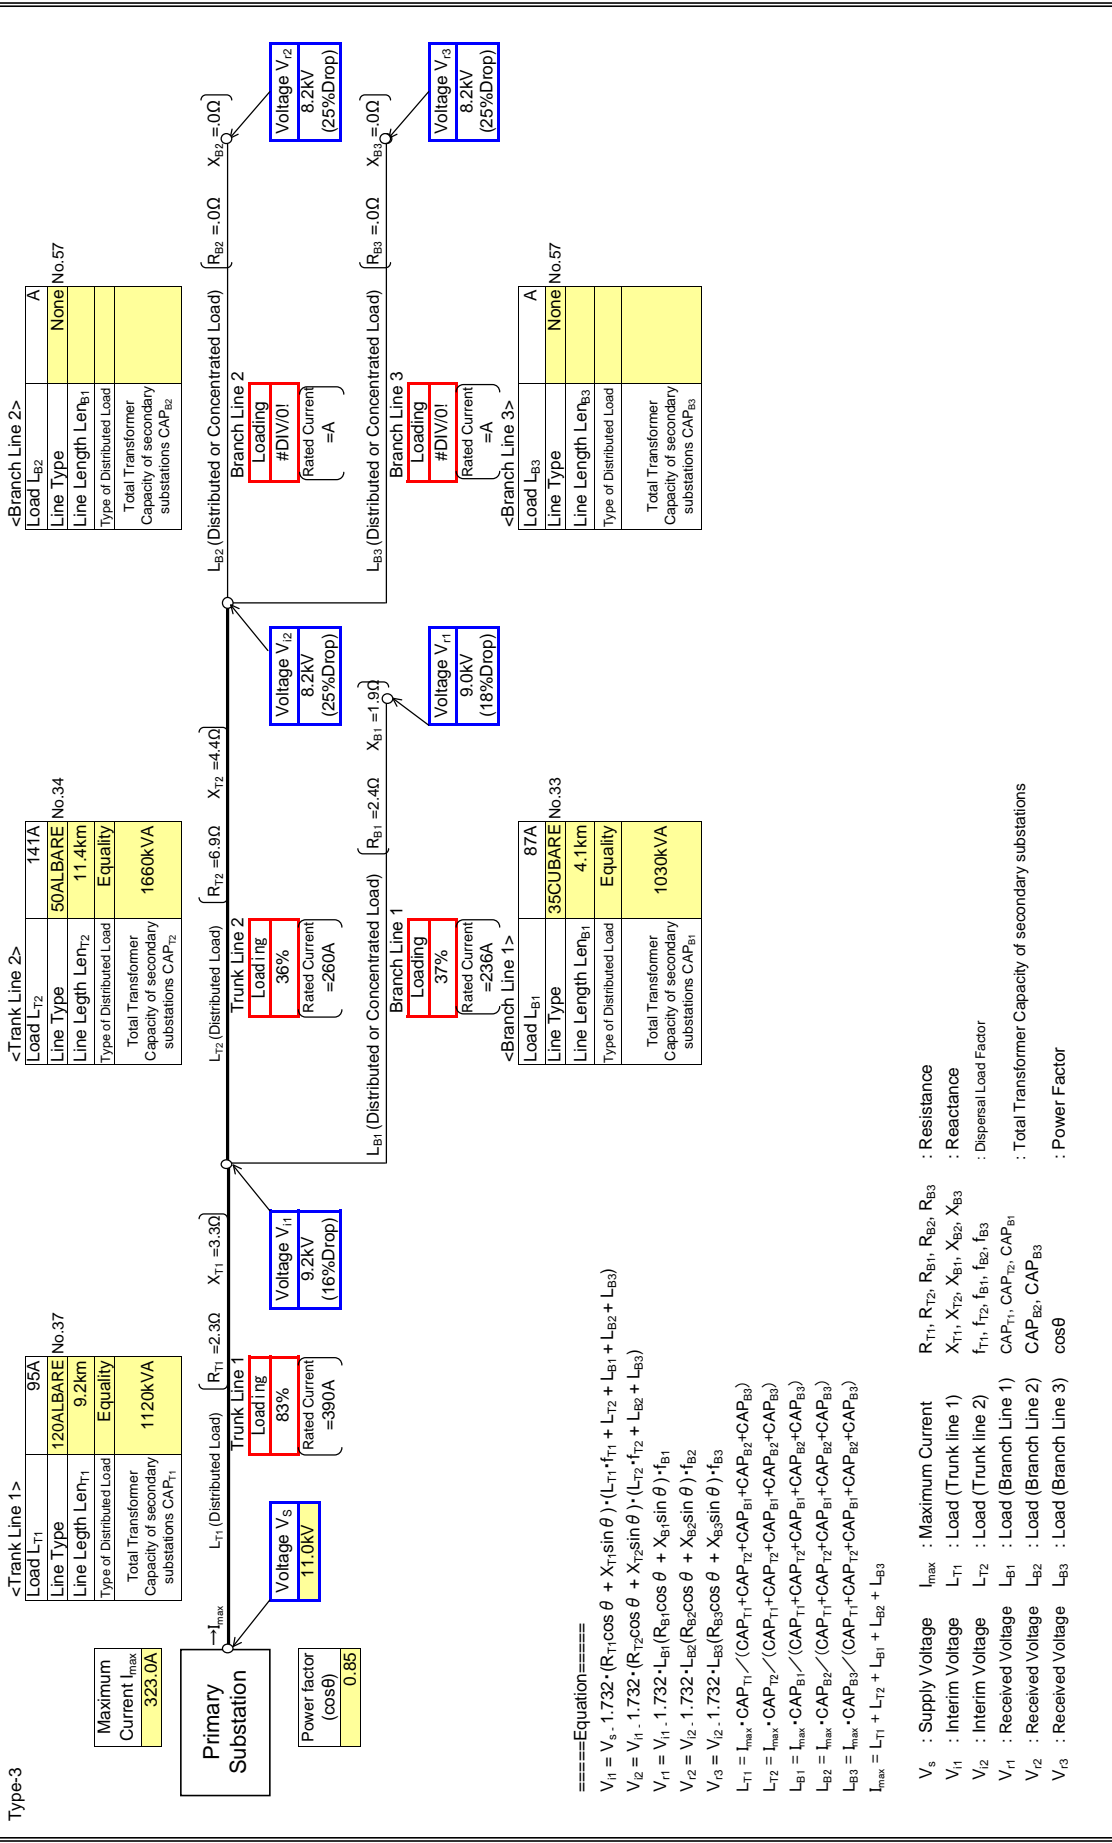 Type-3
Maximum
Current Imax
323.0A
Primary
Substation
Power factor
(cosθ)
0.85
→Imax
Voltage VS
11.0kV
<Trank Line 1>
Load LT1 95A
Line Type 120ALBARE No.37
Line Legth LenT1 9.2km
Type of Distributed Load Equality
Total Transformer
Capacity of secondary
substations CAPT1
1120kVA
LT1 (Distributed Load)
RT1 =2.3Ω XT1 =3.3Ω
Trunk Line 1
Loading
83%
Rated Current
=390A
Voltage Vi1
9.2kV
(16%Drop)
<Trank Line 2>
Load LT2 141A
Line Type 50ALBARE No.34
Line Length LenT2 11.4km
Type of Distributed Load Equality
Total Transformer
Capacity of secondary
substations CAPT2
1660kVA
LT2 (Distributed Load)
RT2 =6.9Ω XT2 =4.4Ω
Trunk Line 2
Loading
36%
Rated Current
=260A
Voltage Vi2
8.2kV
(25%Drop)
LB1 (Distributed or Concentrated Load)
RB1 =2.4Ω XB1 =1.9Ω
Branch Line 1
Loading
37%
Rated Current
=236A
Voltage Vr1
9.0kV
(18%Drop)
<Branch Line 1>
Load LB1 87A
Line Type 35CUBARE No.33
Line Length LenB1 4.1km
Type of Distributed Load Equality
Total Transformer
Capacity of secondary
substations CAPB1
1030kVA
<Branch Line 2>
Load LB2 A
Line Type None No.57
Line Length LenB1
Type of Distributed Load
Total Transformer
Capacity of secondary
substations CAPB2
LB2 (Distributed or Concentrated Load)
RB2 =.0Ω XB2 =.0Ω
Branch Line 2
Loading
#DIV/0!
Rated Current
=A
Voltage Vr2
8.2kV
(25%Drop)
LB3 (Distributed or Concentrated Load)
RB3 =.0Ω XB3 =.0Ω
Branch Line 3
Loading
#DIV/0!
Rated Current
=A
Voltage Vr3
8.2kV
(25%Drop)
<Branch Line 3>
Load LB3 A
Line Type None No.57
Line Length LenB3
Type of Distributed Load
Total Transformer
Capacity of secondary
substations CAPB3
=====Equation=====
Vi1 = Vs - 1.732・(RT1cosθ + XT1sinθ)・(LT1・fT1 + LT2 + LB1 + LB2 + LB3)
Vi2 = Vi1 - 1.732・(RT2cosθ + XT2sinθ)・(LT2・fT2 + LB2 + LB3)
Vr1 = Vi1 - 1.732・LB1(RB1cosθ + XB1sinθ)・fB1
Vr2 = Vi2 - 1.732・LB2(RB2cosθ + XB2sinθ)・fB2
Vr3 = Vi2 - 1.732・LB3(RB3cosθ + XB3sinθ)・fB3
LT1 = Imax・CAPT1／(CAPT1+CAPT2+CAPB1+CAPB2+CAPB3)
LT2 = Imax・CAPT2／(CAPT1+CAPT2+CAPB1+CAPB2+CAPB3)
LB1 = Imax・CAPB1／(CAPT1+CAPT2+CAPB1+CAPB2+CAPB3)
LB2 = Imax・CAPB2／(CAPT1+CAPT2+CAPB1+CAPB2+CAPB3)
LB3 = Imax・CAPB3／(CAPT1+CAPT2+CAPB1+CAPB2+CAPB3)
Imax = LT1 + LT2 + LB1 + LB2 + LB3
Vs : Supply Voltage Imax : Maximum Current RT1, RT2, RB1, RB2, RB3 : Resistance
Vi1 : Interim Voltage LT1 : Load (Trunk line 1) XT1, XT2, XB1, XB2, XB3 : Reactance
Vi2 : Interim Voltage LT2 : Load (Trunk line 2) fT1, fT2, fB1, fB2, fB3 : Dispersal Load Factor
Vr1 : Received Voltage LB1 : Load (Branch Line 1) CAPT1, CAPT2, CAPB1 : Total Transformer Capacity of secondary substations
Vr2 : Received Voltage LB2 : Load (Branch Line 2) CAPB2, CAPB3
Vr3 : Received Voltage LB3 : Load (Branch Line 3) cosθ : Power Factor